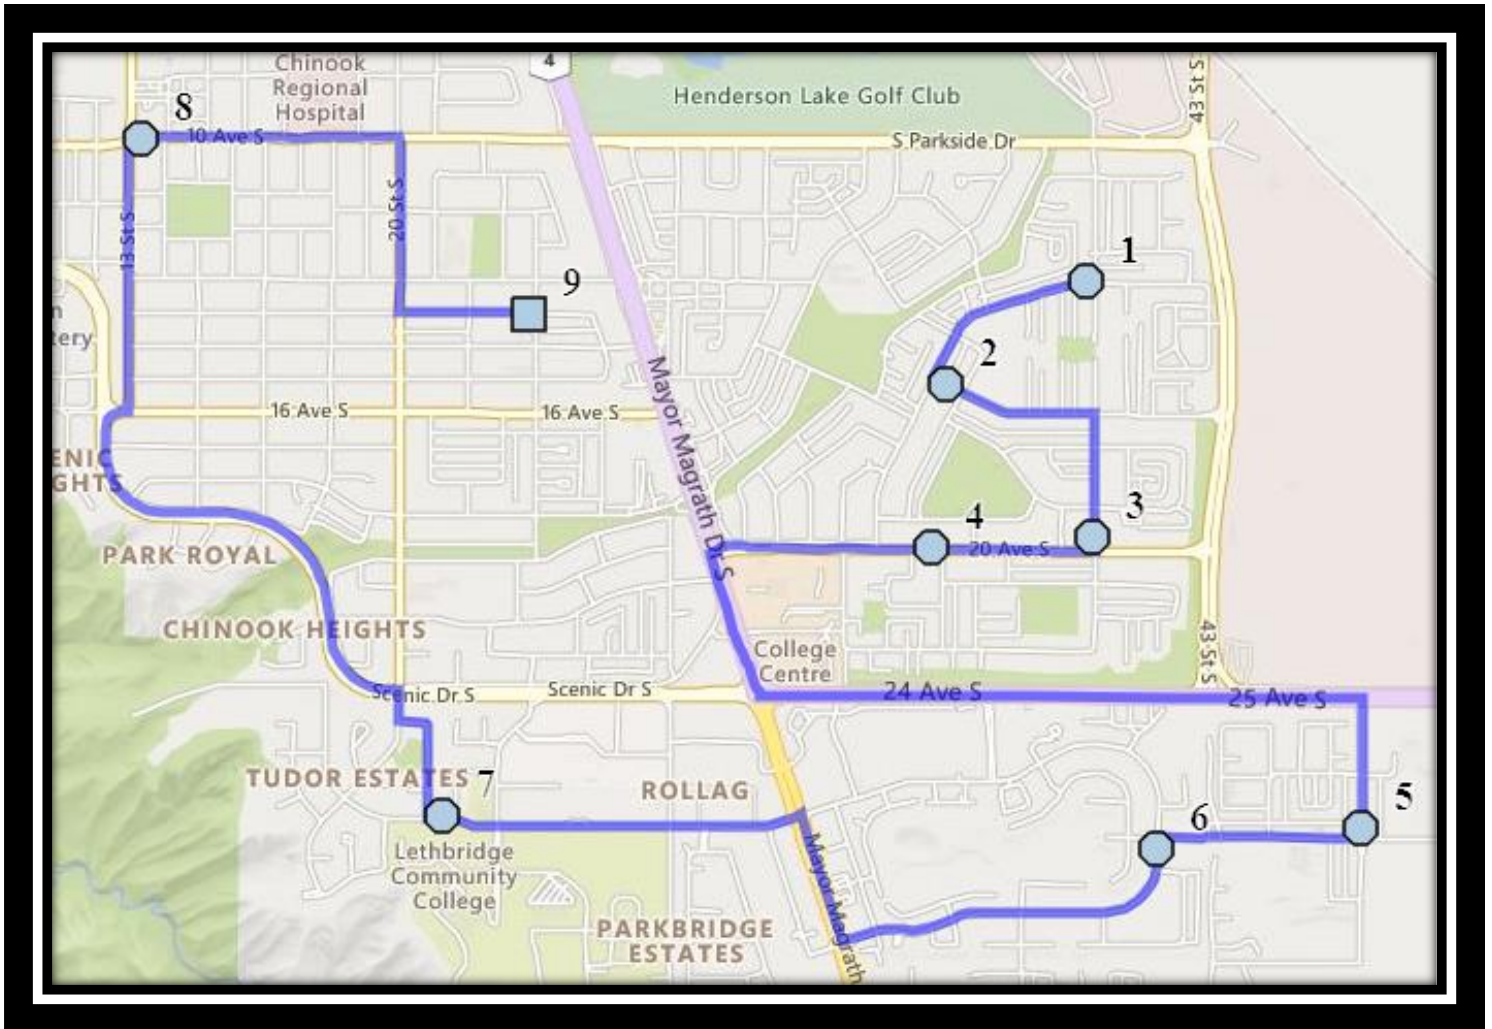 Chinook
Regional
Hospital
4
Henderson Lake Golf Club
43 St S
8
10 Ave S
S Parkside Dr
13 St S
20 St S
1
9
n
tery
2
Mayor Magrath Dr S
16 Ave S
16 Ave S
ENIC
GHTS
3
4
20 Ave S
PARK ROYAL
CHINOOK HEIGHTS
College
Centre
43 St S
Scenic Dr S
Scenic Dr S
24 Ave S
25 Ave S
TUDOR ESTATES
7
ROLLAG
5
6
Lethbridge
Community
College
Mayor Magrath
PARKBRIDGE
ESTATES